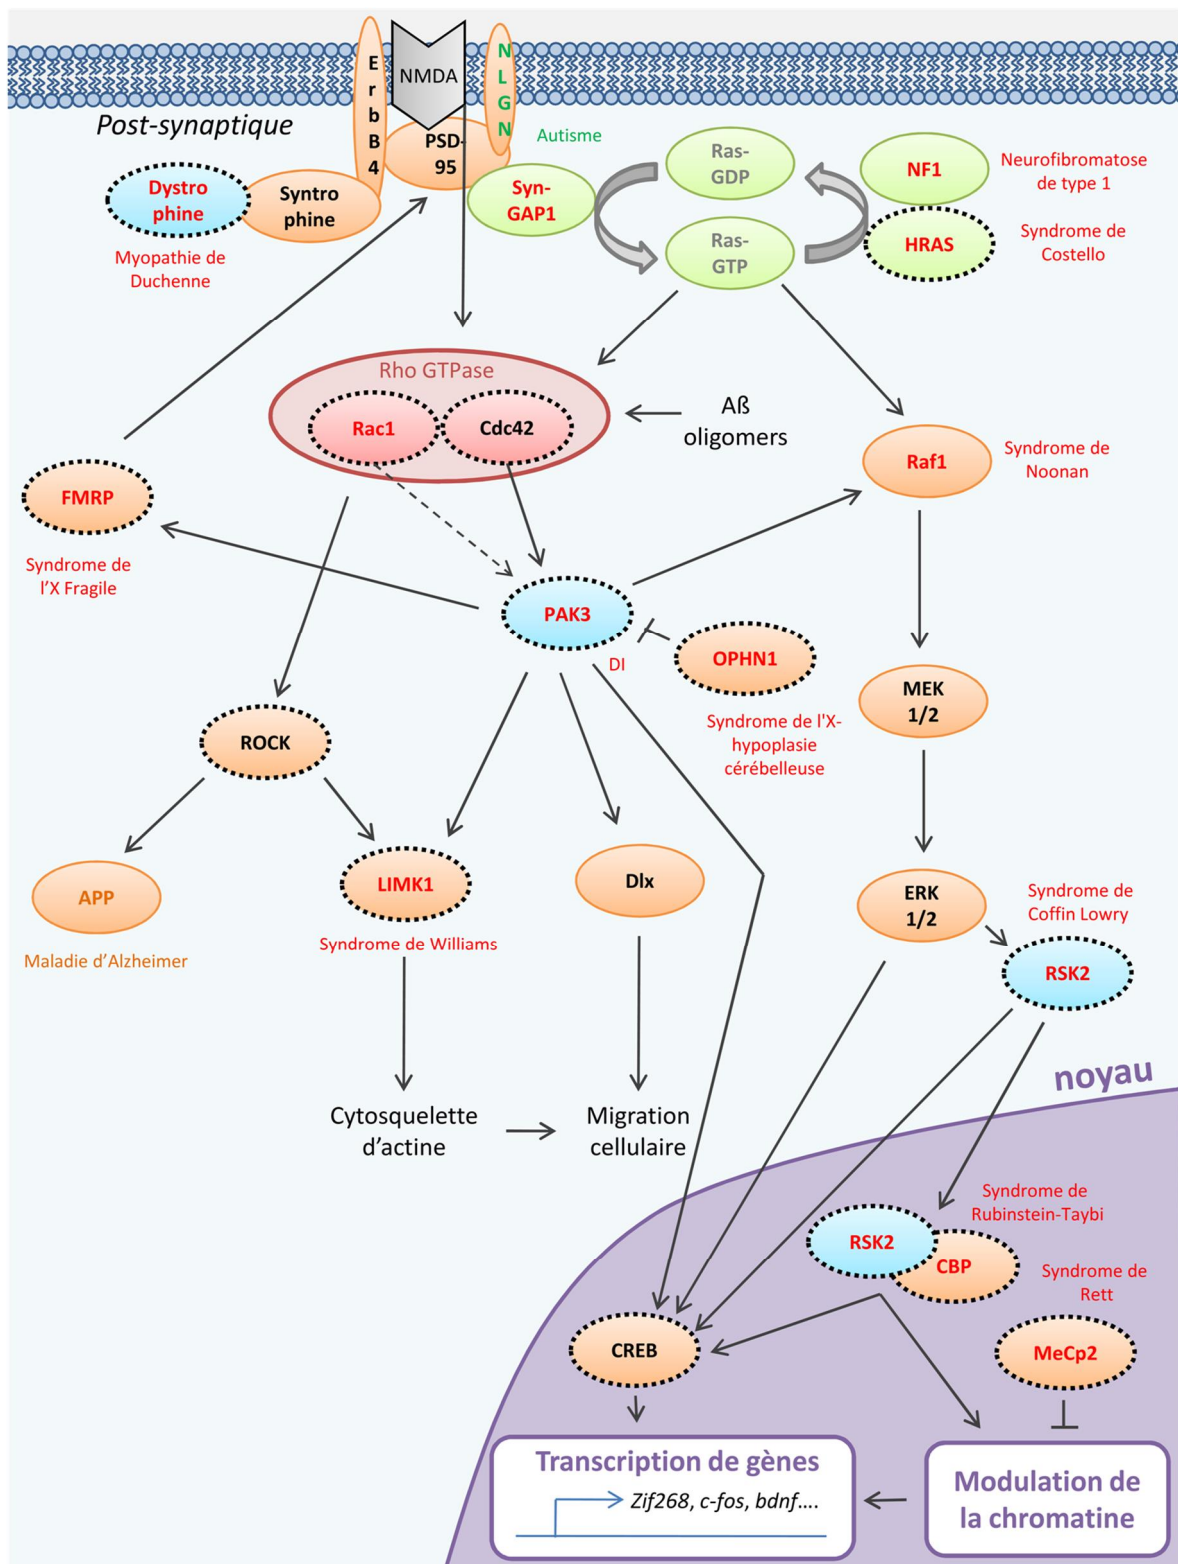 ErbB4
NMDA
NLGN
Post-synaptique
PSD-
95
Autisme
Ras-
GDP
NF1
Neurofibromatose
de type 1
Dystro
phine
Syntro
phine
Syn-
GAP1
Ras-
GTP
HRAS
Syndrome de
Costello
Myopathie de
Duchenne
Rho GTPase
Rac1
Cdc42
Aß
oligomers
Raf1
Syndrome de
Noonan
FMRP
Syndrome de
l'X Fragile
PAK3
DI
OPHN1
Syndrome de l'X-
hypoplasie
cérébelleuse
MEK
1/2
ROCK
APP
Maladie d'Alzheimer
LIMK1
Syndrome de Williams
Dlx
ERK
1/2
Syndrome de
Coffin Lowry
RSK2
noyau
Cytosquelette
d'actine
Migration
cellulaire
Syndrome de
Rubinstein-Taybi
RSK2
CBP
Syndrome de
Rett
CREB
MeCp2
Transcription de gènes
Zif268, c-fos, bdnf....
Modulation de
la chromatine